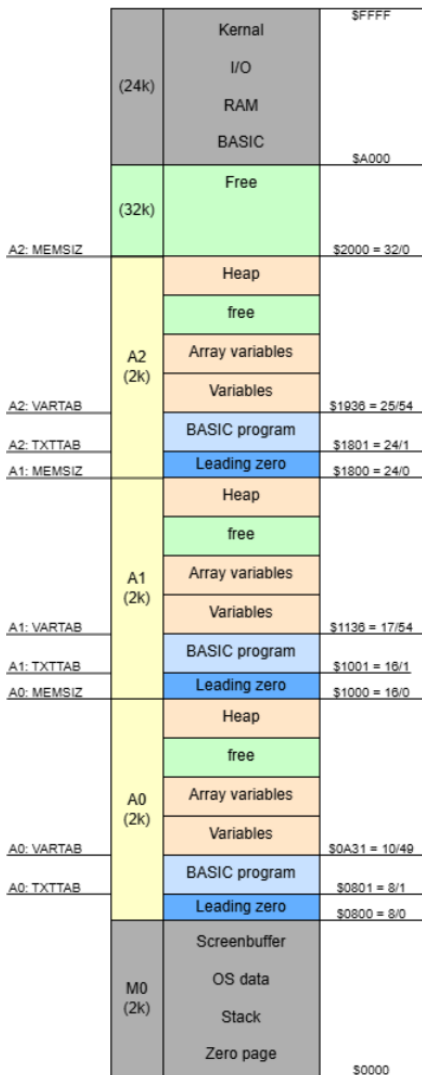 $FFFF
Kernal
I/O
(24k)
RAM
BASIC
$A000
Free
(32k)
A2: MEMSIZ
$2000 = 32/0
Heap
free
A2
(2k)
Array variables
Variables
A2: VARTAB
$1936 = 25/54
BASIC program
A2: TXTTAB
$1801 = 24/1
Leading zero
A1: MEMSIZ
$1800 = 24/0
Heap
free
A1
(2k)
Array variables
Variables
A1: VARTAB
$1136 = 17/54
BASIC program
A1: TXTTAB
$1001 = 16/1
Leading zero
A0: MEMSIZ
$1000 = 16/0
Heap
free
A0
(2k)
Array variables
Variables
A0: VARTAB
$0A31 = 10/49
BASIC program
A0: TXTTAB
$0801 = 8/1
Leading zero
$0800 = 8/0
Screenbuffer
OS data
M0
(2k)
Stack
Zero page
$0000